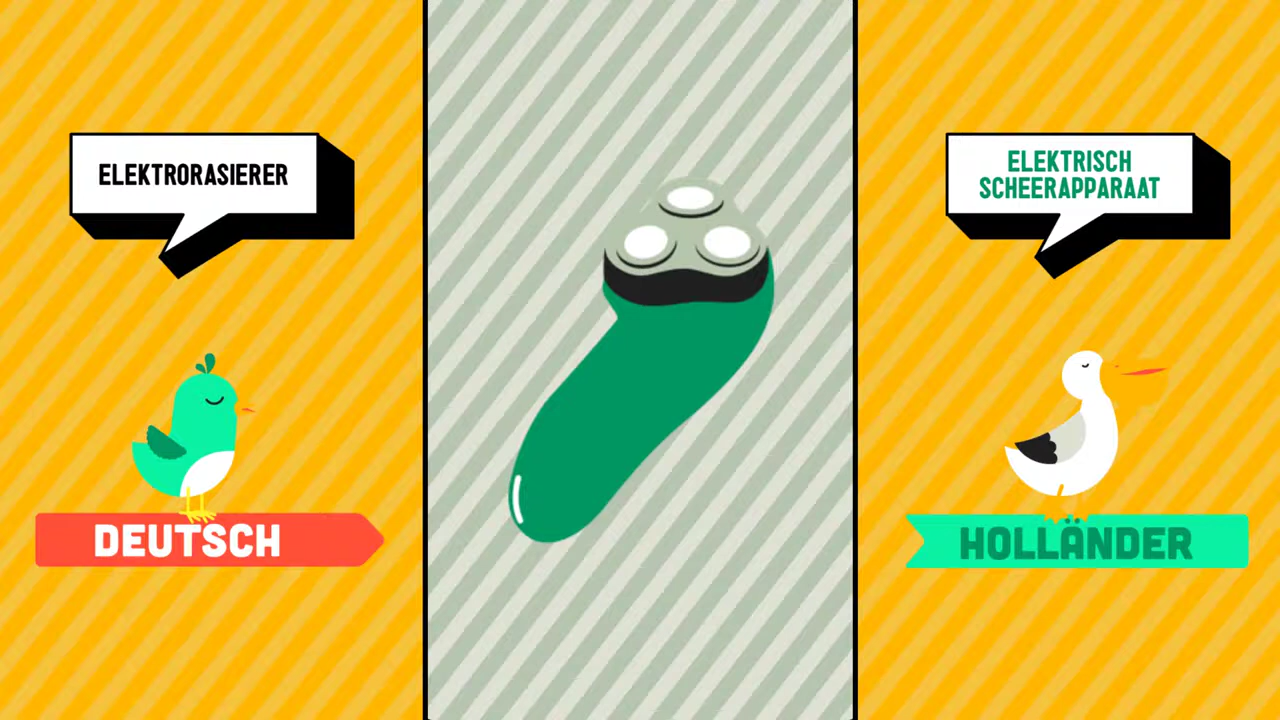 ELEKTRORASIERER
ELEKTRISCH
SCHEERAPPARAAT
DEUTSCH
HOLLÄNDER